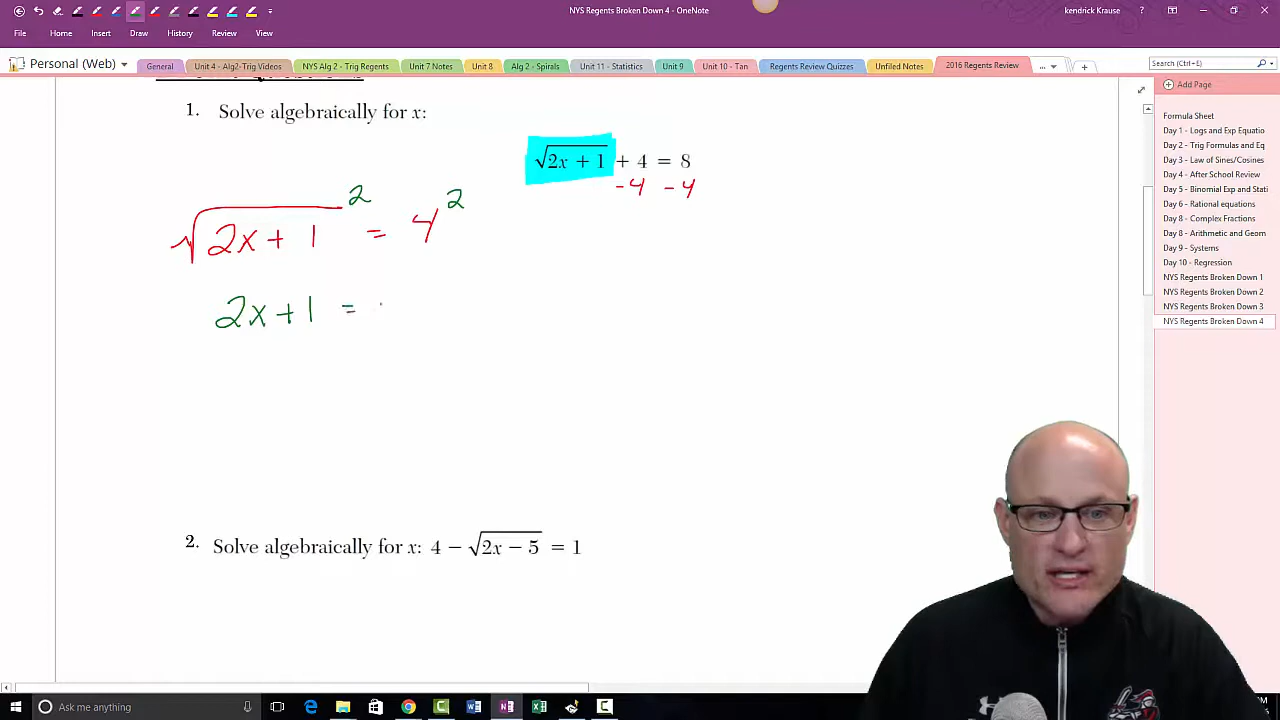 NYS Regents Broken Down 4 - OneNote
kendrick Krause
File Home Insert Draw History Review View
Personal (Web)
General Unit 4 - Alg2-Trig Videos NYS Alg 2 - Trig Regents Unit 7 Notes Unit 8 Alg 2 - Spirals Unit 11 - Statistics Unit 9 Unit 10 - Tan Regents Review Quizzes Unfiled Notes 2016 Regents Review ...
Search (Ctrl+E)
Add Page
Formula Sheet
Day 1 - Logs and Exp Equatio
Day 2 - Trig Formulas and Eq
Day 3 - Law of Sines/Cosines
Day 4 - After School Review
Day 5 - Binomial Exp and Stati
Day 6 - Rational equations
Day 8 - Complex Fractions
Day 8 - Arithmetic and Geom
Day 9 - Systems
Day 10 - Regression
NYS Regents Broken Down 1
NYS Regents Broken Down 2
NYS Regents Broken Down 3
NYS Regents Broken Down 4
1. Solve algebraically for x:
√(2x + 1) + 4 = 8
-4 -4
√(2x + 1)² = 4²
2x + 1 =
2. Solve algebraically for x: 4 − √(2x − 5) = 1
Ask me anything